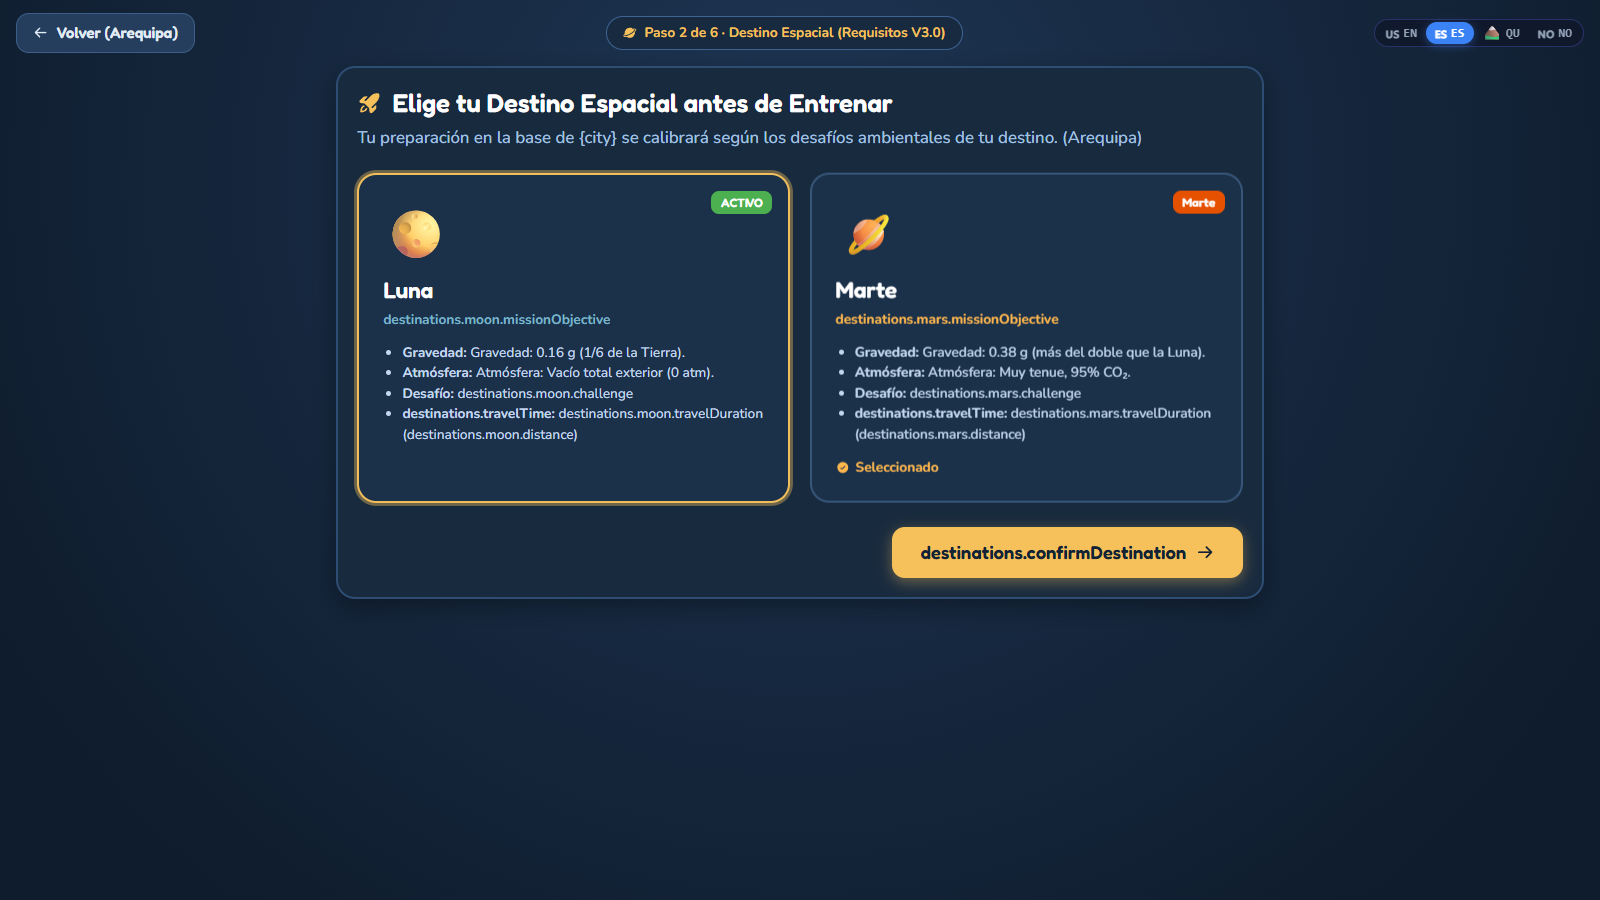 ← Volver (Arequipa)
Paso 2 de 6 · Destino Espacial (Requisitos V3.0)
US EN
ES ES
QU
NO NO
Elige tu Destino Espacial antes de Entrenar
Tu preparación en la base de {city} se calibrará según los desafíos ambientales de tu destino. (Arequipa)
ACTIVO
Luna
destinations.moon.missionObjective
• Gravedad: Gravedad: 0.16 g (1/6 de la Tierra).
• Atmósfera: Atmósfera: Vacío total exterior (0 atm).
• Desafío: destinations.moon.challenge
• destinations.travelTime: destinations.moon.travelDuration
(destinations.moon.distance)
Marte
Marte
destinations.mars.missionObjective
• Gravedad: Gravedad: 0.38 g (más del doble que la Luna).
• Atmósfera: Atmósfera: Muy tenue, 95% CO₂.
• Desafío: destinations.mars.challenge
• destinations.travelTime: destinations.mars.travelDuration
(destinations.mars.distance)
Seleccionado
destinations.confirmDestination →